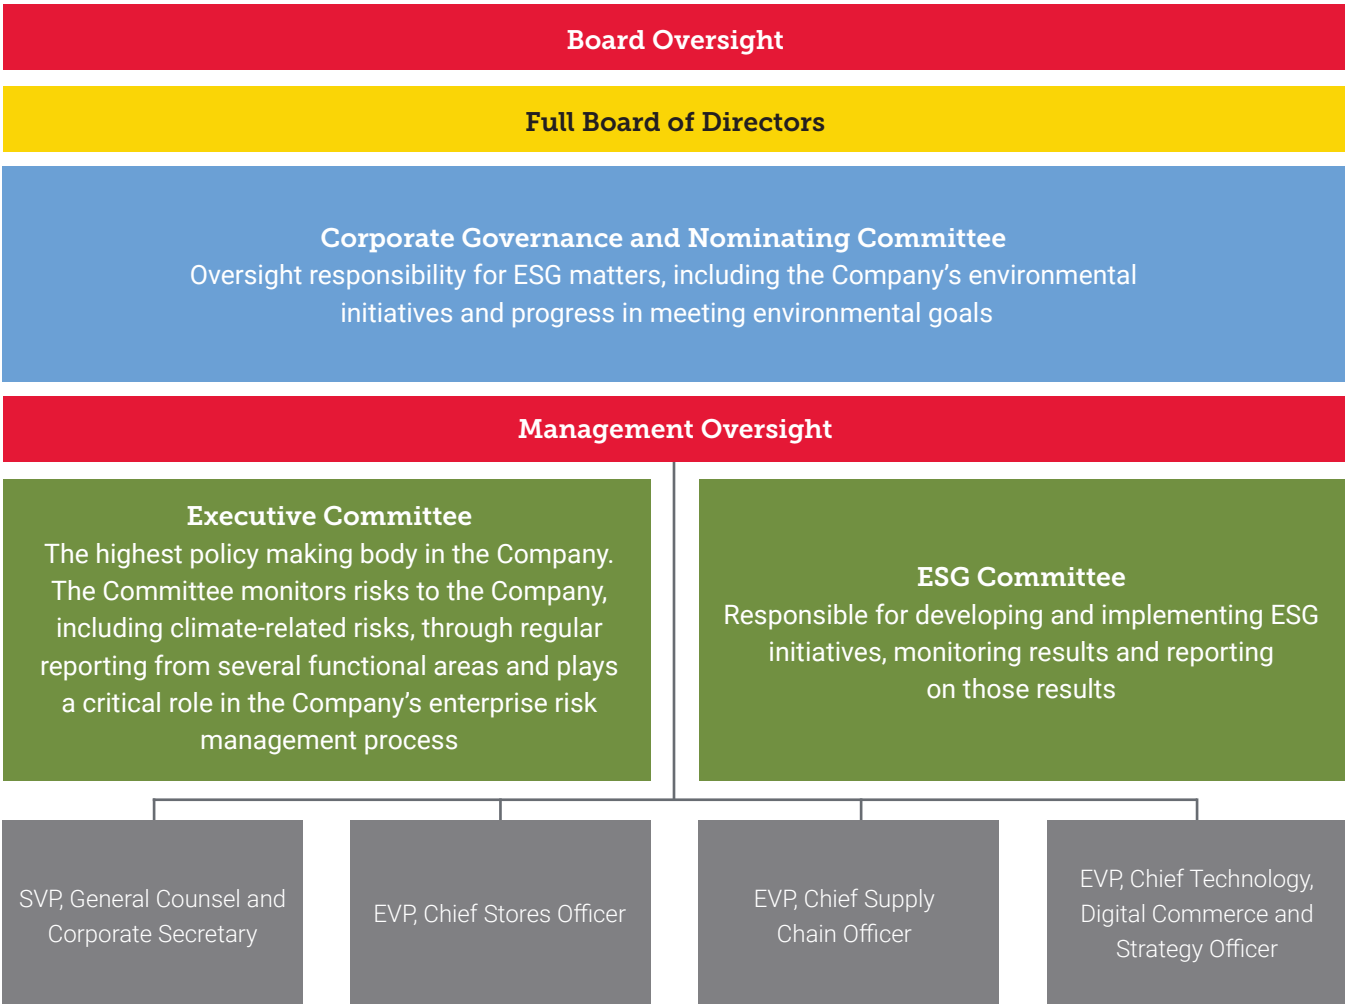 Board Oversight
Full Board of Directors
Corporate Governance and Nominating Committee
Oversight responsibility for ESG matters, including the Company’s environmental
initiatives and progress in meeting environmental goals
Management Oversight
Executive Committee
The highest policy making body in the Company.
The Committee monitors risks to the Company,
including climate-related risks, through regular
reporting from several functional areas and plays
a critical role in the Company’s enterprise risk
management process
ESG Committee
Responsible for developing and implementing ESG
initiatives, monitoring results and reporting
on those results
SVP, General Counsel and
Corporate Secretary
EVP, Chief Stores Officer
EVP, Chief Supply
Chain Officer
EVP, Chief Technology,
Digital Commerce and
Strategy Officer